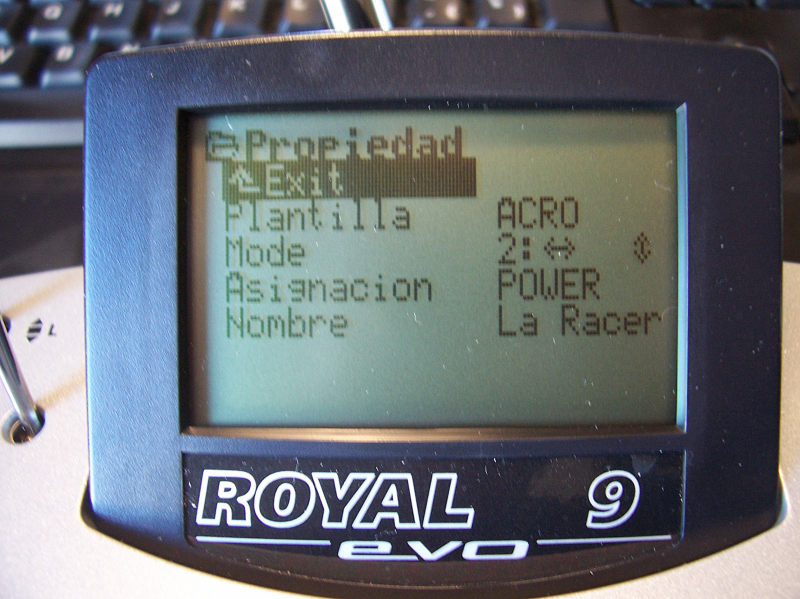 Propiedad
Exit
Plantilla ACRO
Mode 2:↔ ↕
Asignacion POWER
Nombre La Racer
L
ROYAL 9
evo